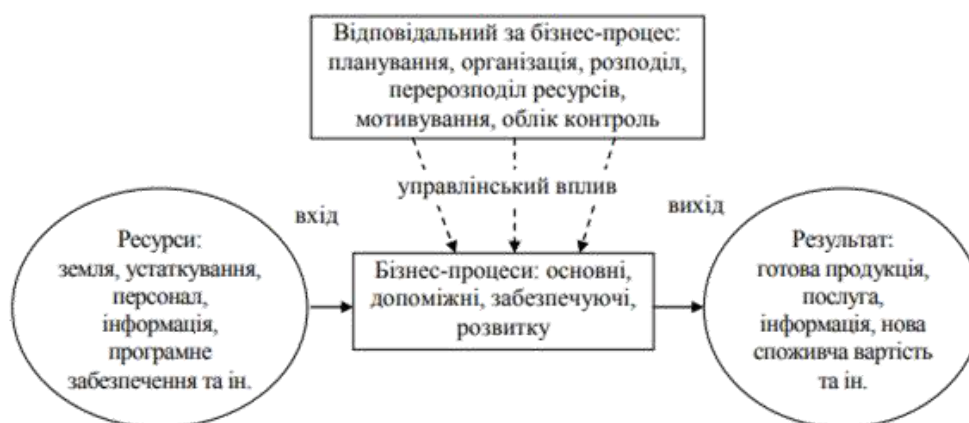 Відповідальний за бізнес-процес:
планування, організація, розподіл,
перерозподіл ресурсів,
мотивування, облік контроль
управлінський вплив
вхід
вихід
Ресурси:
земля, устаткування,
персонал,
інформація,
програмне
забезпечення та ін.
Бізнес-процеси: основні,
допоміжні, забезпечуючі,
розвитку
Результат:
готова продукція,
послуга,
інформація, нова
споживча вартість
та ін.